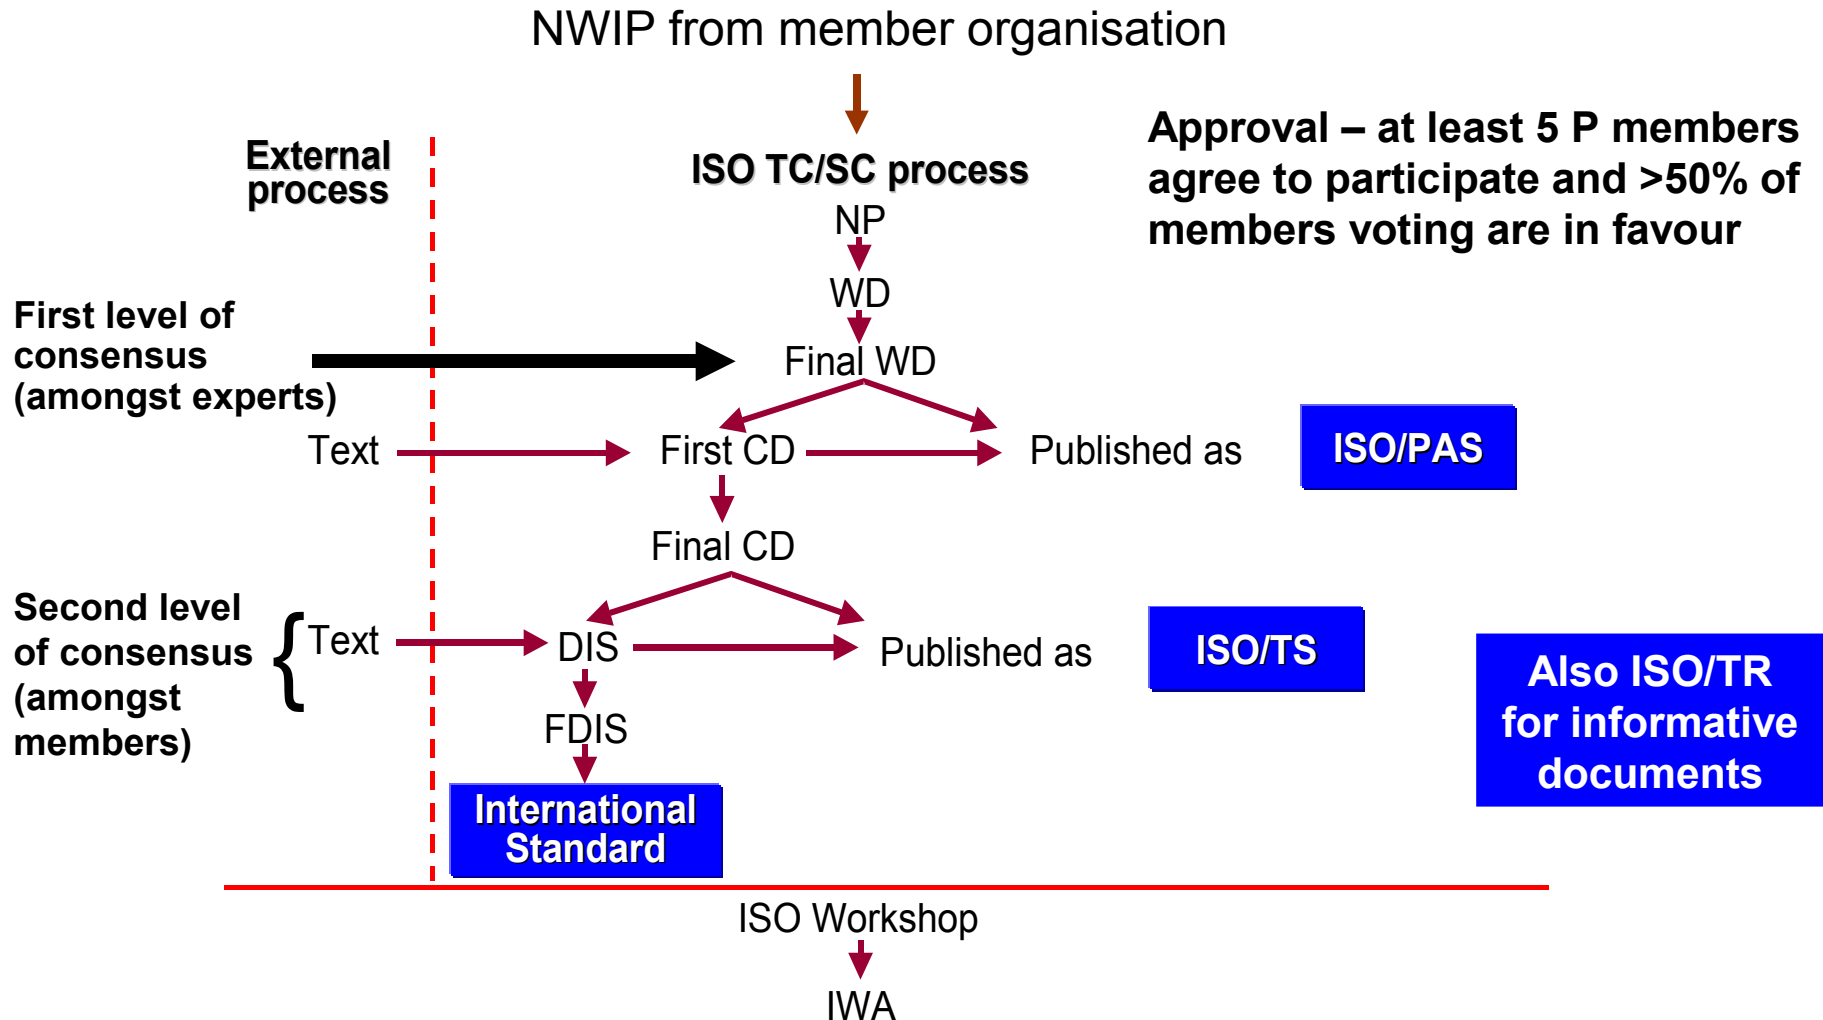 NWIP from member organisation
Approval – at least 5 P members
agree to participate and >50% of
members voting are in favour
External
process
ISO TC/SC process
NP
WD
First level of
consensus
(amongst experts)
Final WD
Text
First CD
Published as
ISO/PAS
Final CD
Second level
of consensus
(amongst
members)
{
Text
DIS
Published as
ISO/TS
Also ISO/TR
for informative
documents
FDIS
International
Standard
ISO Workshop
IWA